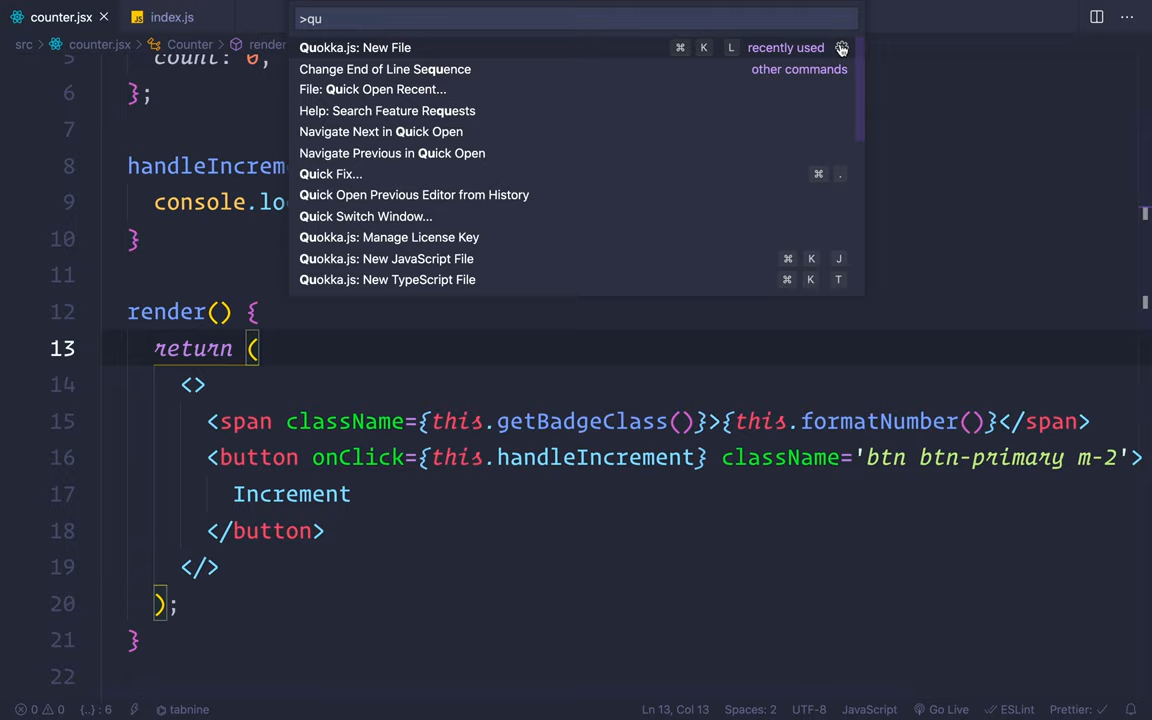 counter.jsx index.js
>qu
src > counter.jsx > Counter > render
Quokka.js: New File ⌘ K L recently used
Change End of Line Sequence other commands
File: Quick Open Recent...
Help: Search Feature Requests
Navigate Next in Quick Open
Navigate Previous in Quick Open
Quick Fix... ⌘ .
Quick Open Previous Editor from History
Quick Switch Window...
Quokka.js: Manage License Key
Quokka.js: New JavaScript File ⌘ K J
Quokka.js: New TypeScript File ⌘ K T
5 count: 0,
6 };
7
8 handleIncrem
9 console.lo
10 }
11
12 render() {
13 return (
14 <>
15 <span className={this.getBadgeClass()}>{this.formatNumber()}</span>
16 <button onClick={this.handleIncrement} className='btn btn-primary m-2'>
17 Increment
18 </button>
19 </>
20 );
21 }
22
0 0 {..} : 6 tabnine Ln 13, Col 13 Spaces: 2 UTF-8 JavaScript Go Live ESLint Prettier: ✓